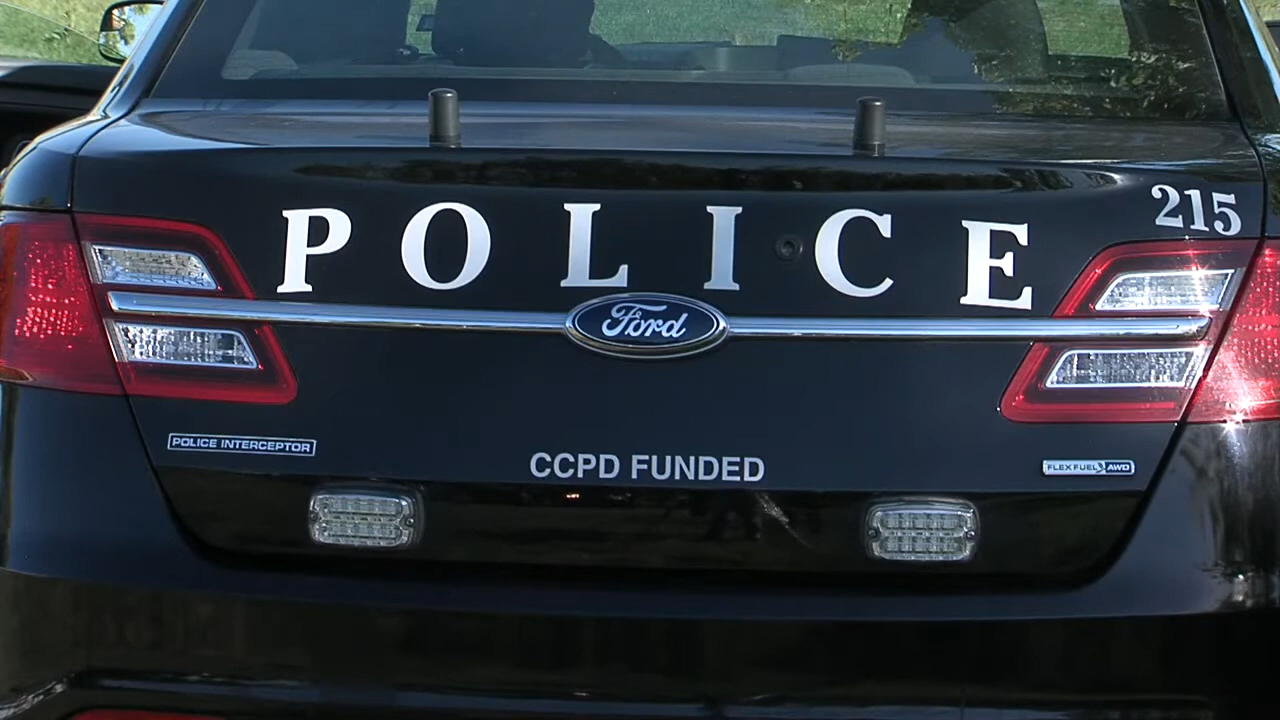 215
POLICE
Ford
POLICE INTERCEPTOR
CCPD FUNDED
FLEX FUEL AWD